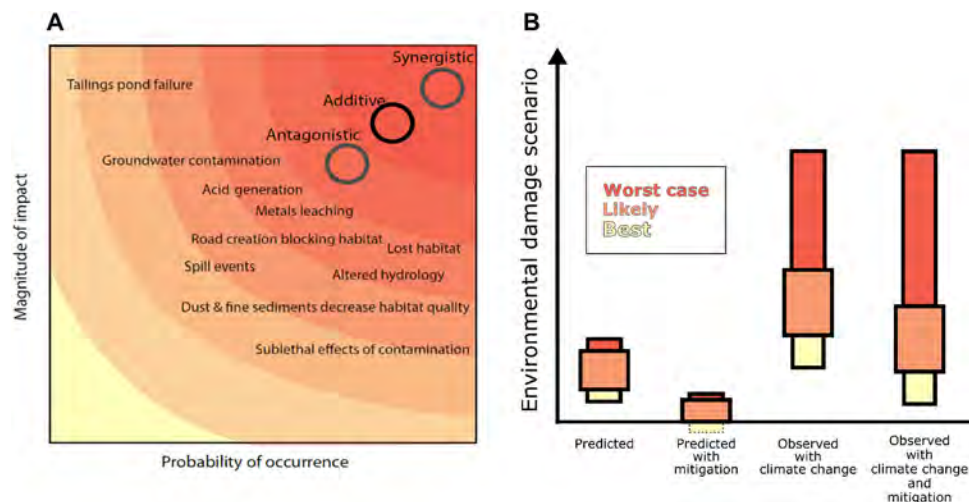 A
Synergistic
Tailings pond failure
Additive
Antagonistic
Groundwater contamination
Acid generation
Metals leaching
Road creation blocking habitat
Lost habitat
Spill events
Altered hydrology
Dust & fine sediments decrease habitat quality
Sublethal effects of contamination
Magnitude of impact
Probability of occurrence
B
Environmental damage scenario
Worst case
Likely
Best
Predicted
Predicted
with
mitigation
Observed
with
climate change
Observed
with
climate change
and
mitigation